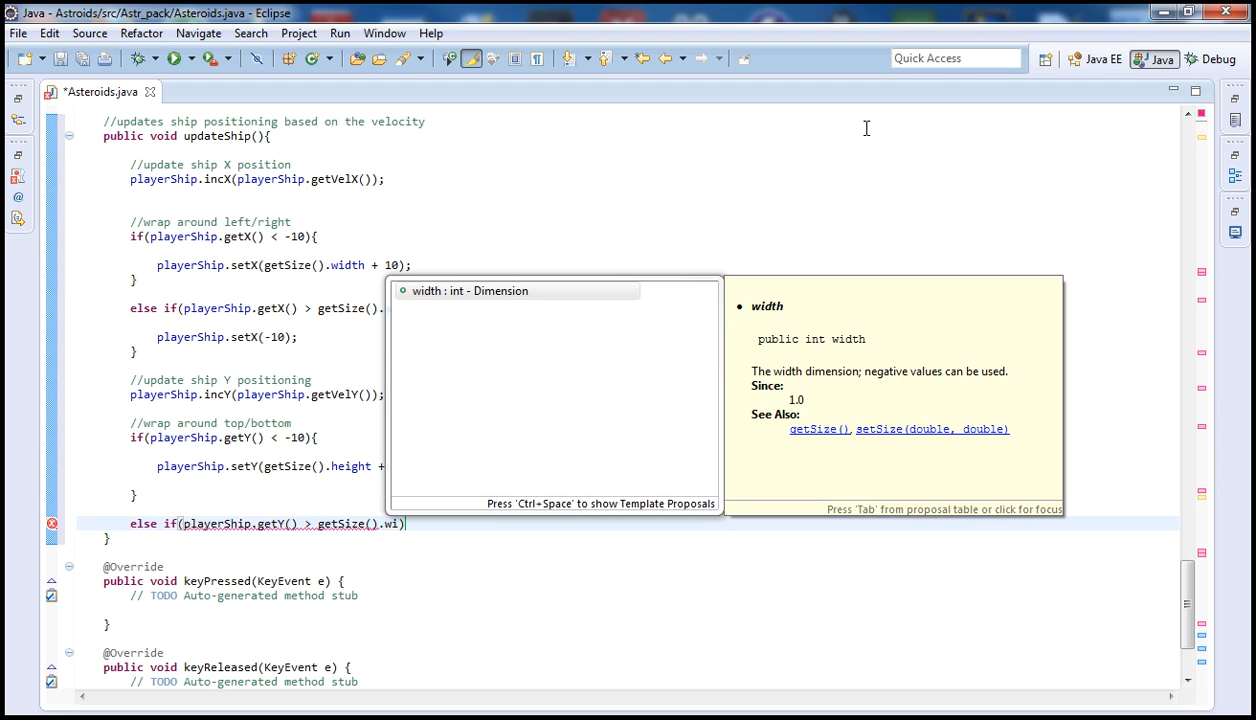 Java - Astroids/src/Astr_pack/Asteroids.java - Eclipse
File Edit Source Refactor Navigate Search Project Run Window Help
Quick Access
Java EE
Java
Debug
*Asteroids.java
//updates ship positioning based on the velocity
public void updateShip(){
//update ship X position
playerShip.incX(playerShip.getVelX());
//wrap around left/right
if(playerShip.getX() < -10){
playerShip.setX(getSize().width + 10);
}
else if(playerShip.getX() > getSize().
playerShip.setX(-10);
}
//update ship Y positioning
playerShip.incY(playerShip.getVelY());
//wrap around top/bottom
if(playerShip.getY() < -10){
playerShip.setY(getSize().height +
}
else if(playerShip.getY() > getSize().wi)
}
@Override
public void keyPressed(KeyEvent e) {
// TODO Auto-generated method stub
}
@Override
public void keyReleased(KeyEvent e) {
// TODO Auto-generated method stub
width : int - Dimension
Press 'Ctrl+Space' to show Template Proposals
width
public int width
The width dimension; negative values can be used.
Since:
1.0
See Also:
getSize(), setSize(double, double)
Press 'Tab' from proposal table or click for focus